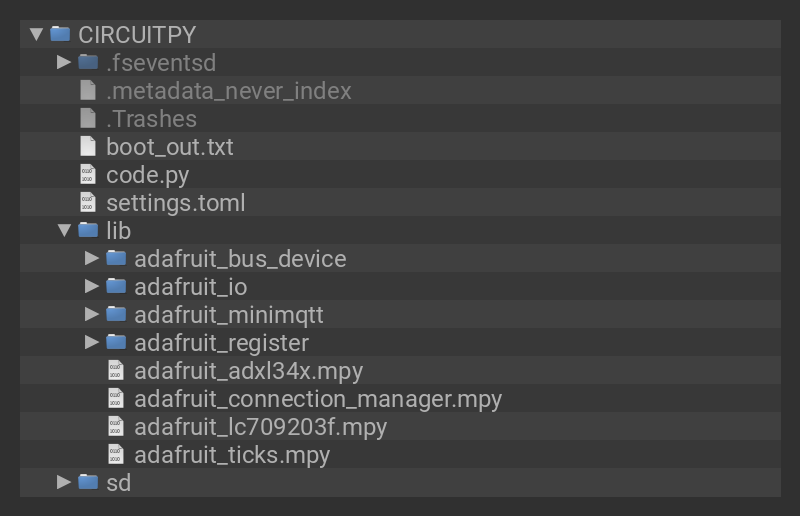 CIRCUITPY
.fseventsd
.metadata_never_index
.Trashes
boot_out.txt
code.py
settings.toml
lib
adafruit_bus_device
adafruit_io
adafruit_minimqtt
adafruit_register
adafruit_adxl34x.mpy
adafruit_connection_manager.mpy
adafruit_lc709203f.mpy
adafruit_ticks.mpy
sd